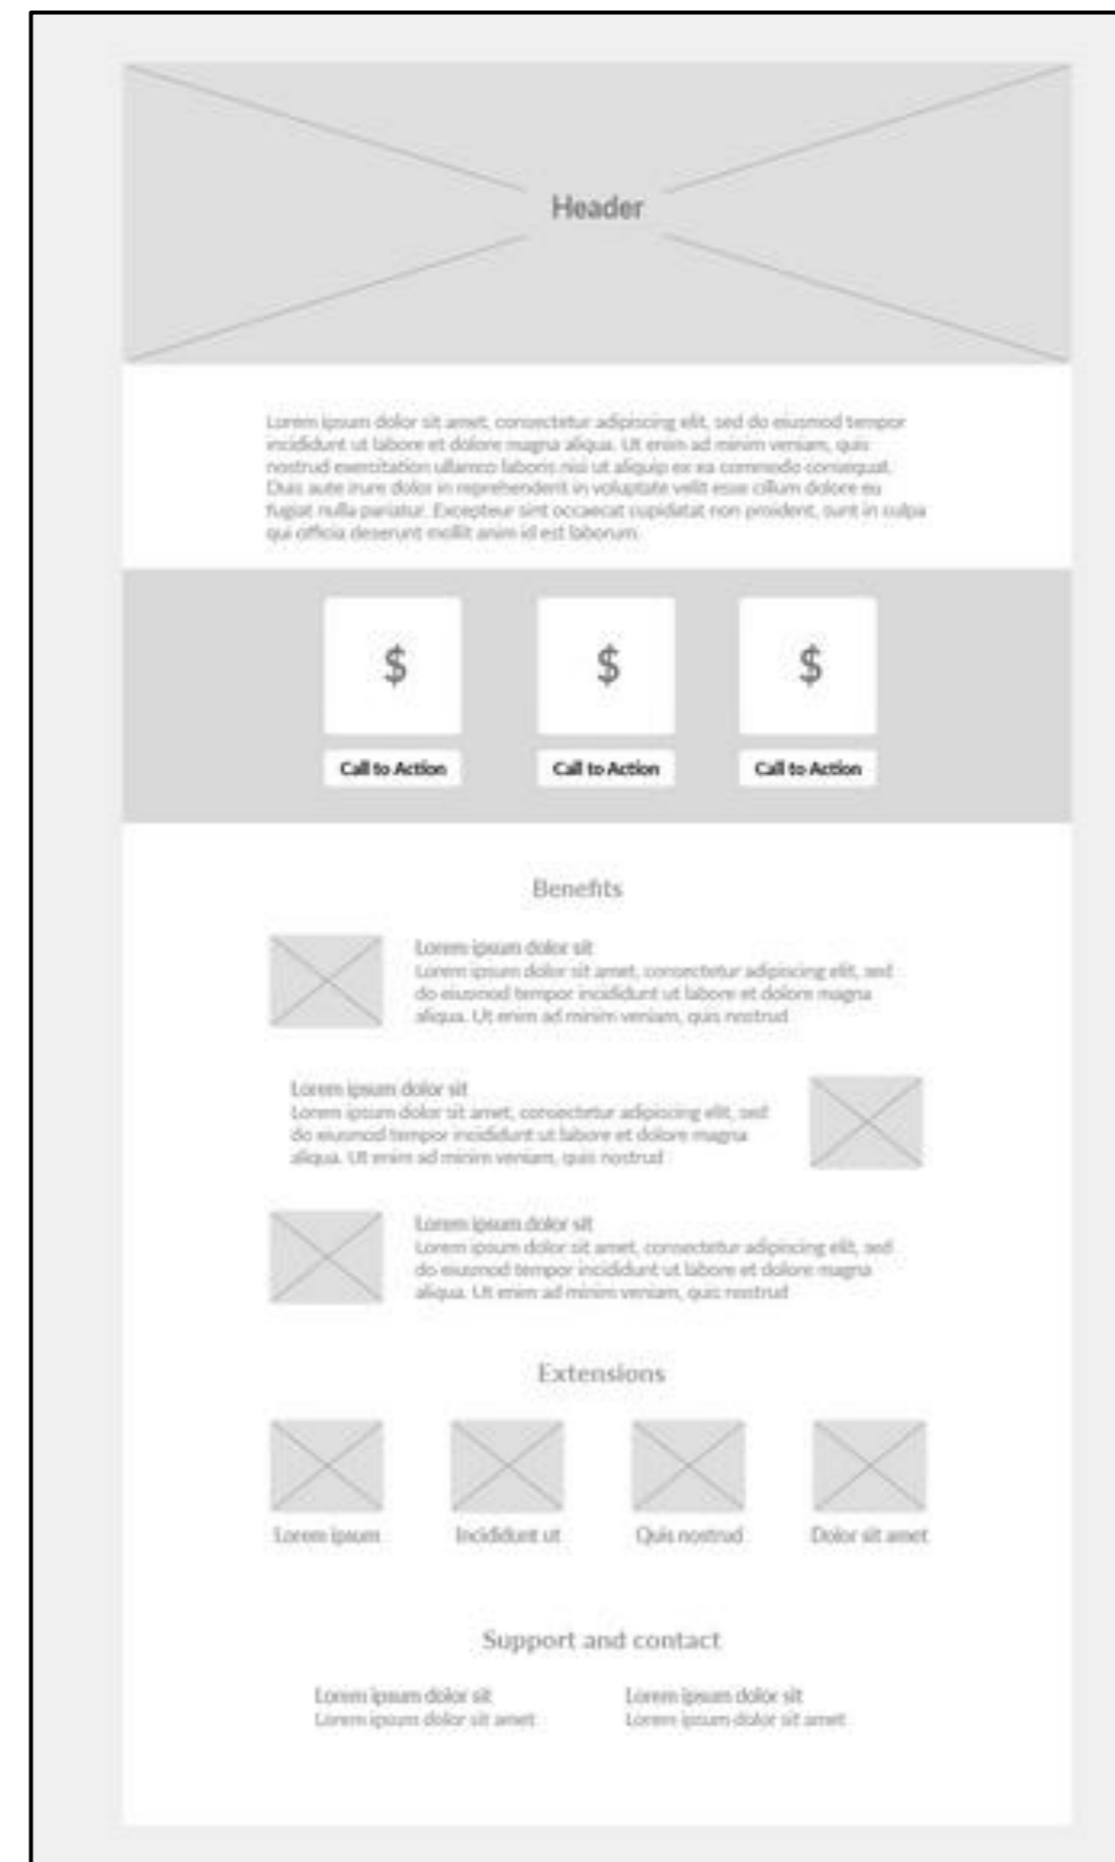 Header
Lorem ipsum dolor sit amet, consectetur adipiscing elit, sed do eiusmod tempor
incididunt ut labore et dolore magna aliqua. Ut enim ad minim veniam, quis
nostrud exercitation ullamco laboris nisi ut aliquip ex ea commodo consequat.
Duis aute irure dolor in reprehenderit in voluptate velit esse cillum dolore eu
fugiat nulla pariatur. Excepteur sint occaecat cupidatat non proident, sunt in culpa
qui officia deserunt mollit anim id est laborum.
$ $ $
Call to Action Call to Action Call to Action
Benefits
Lorem ipsum dolor sit
Lorem ipsum dolor sit amet, consectetur adipiscing elit, sed
do eiusmod tempor incididunt ut labore et dolore magna
aliqua. Ut enim ad minim veniam, quis nostrud
Lorem ipsum dolor sit
Lorem ipsum dolor sit amet, consectetur adipiscing elit, sed
do eiusmod tempor incididunt ut labore et dolore magna
aliqua. Ut enim ad minim veniam, quis nostrud
Lorem ipsum dolor sit
Lorem ipsum dolor sit amet, consectetur adipiscing elit, sed
do eiusmod tempor incididunt ut labore et dolore magna
aliqua. Ut enim ad minim veniam, quis nostrud
Extensions
Lorem ipsum Incididunt ut Quis nostrud Dolor sit amet
Support and contact
Lorem ipsum dolor sit
Lorem ipsum dolor sit amet
Lorem ipsum dolor sit
Lorem ipsum dolor sit amet